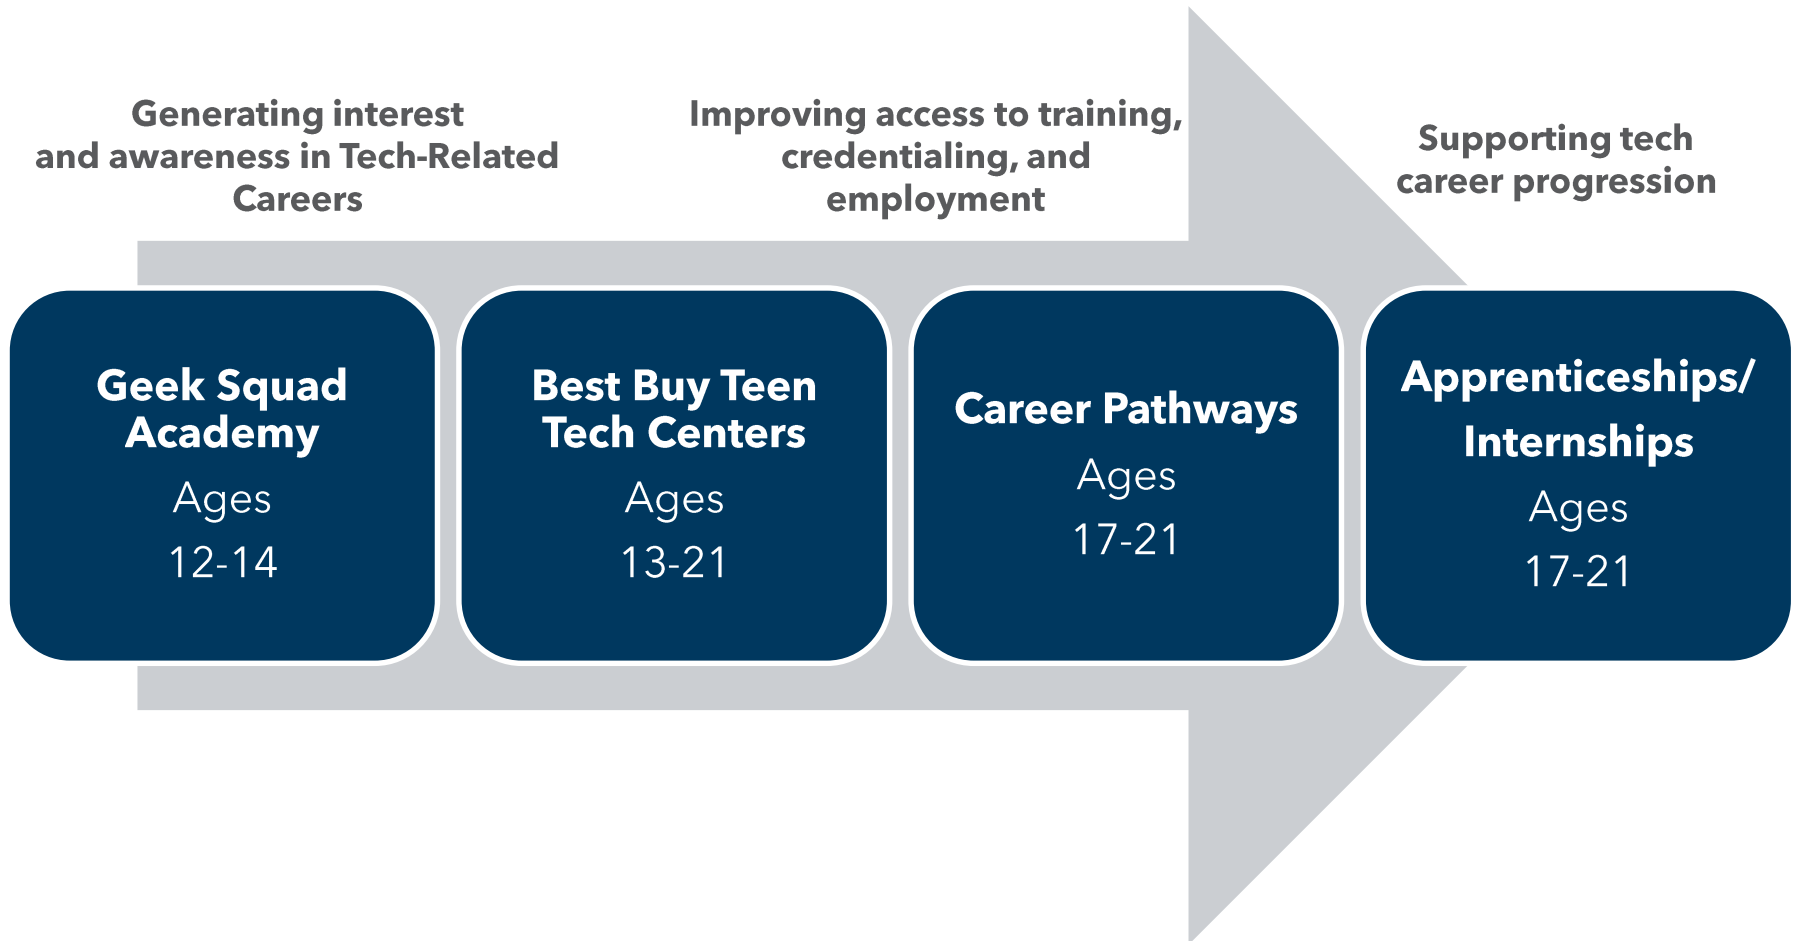 Generating interest
and awareness in Tech-Related
Careers
Improving access to training,
credentialing, and
employment
Supporting tech
career progression
Geek Squad
Academy
Ages
12-14
Best Buy Teen
Tech Centers
Ages
13-21
Career Pathways
Ages
17-21
Apprenticeships/
Internships
Ages
17-21